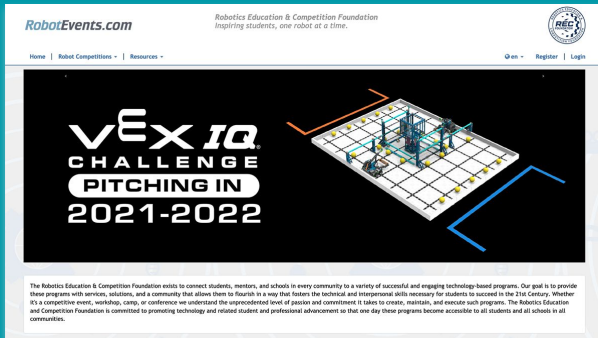 RobotEvents.com
Robotics Education & Competition Foundation
Inspiring students, one robot at a time.
REC
Home | Robot Competitions | Resources
en Register | Login
VEX IQ
CHALLENGE
PITCHING IN
2021-2022
The Robotics Education & Competition Foundation exists to connect students, mentors, and schools in every community to a variety of successful and engaging technology-based programs. Our goal is to provide
these programs with services, solutions, and a community that allows them to flourish in a way that fosters the technical and interpersonal skills necessary for students to succeed in the 21st Century. Whether
it's a competitive event, workshop, camp, or conference we understand the unprecedented level of passion and commitment it takes to create, maintain, and execute such programs. The Robotics Education
and Competition Foundation is committed to promoting technology and related student and professional advancement so that one day these programs become accessible to all students and all schools in all
communities.